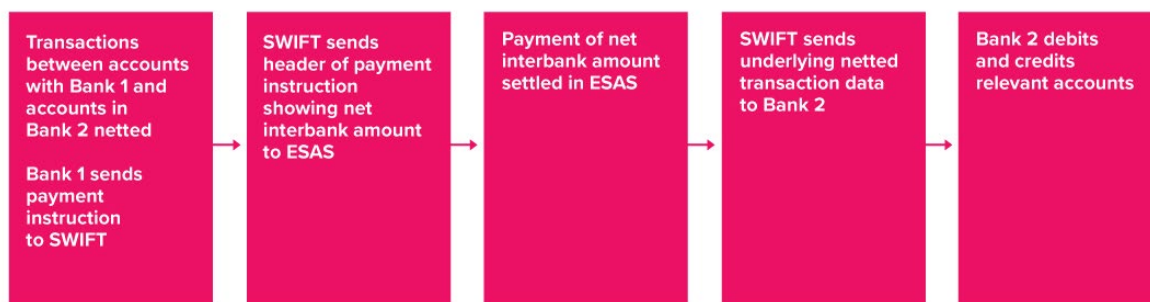 Transactions
between accounts
with Bank 1 and
accounts in
Bank 2 netted
Bank 1 sends
payment
instruction
to SWIFT
SWIFT sends
header of payment
instruction
showing net
interbank amount
to ESAS
Payment of net
interbank amount
settled in ESAS
SWIFT sends
underlying netted
transaction data
to Bank 2
Bank 2 debits
and credits
relevant accounts